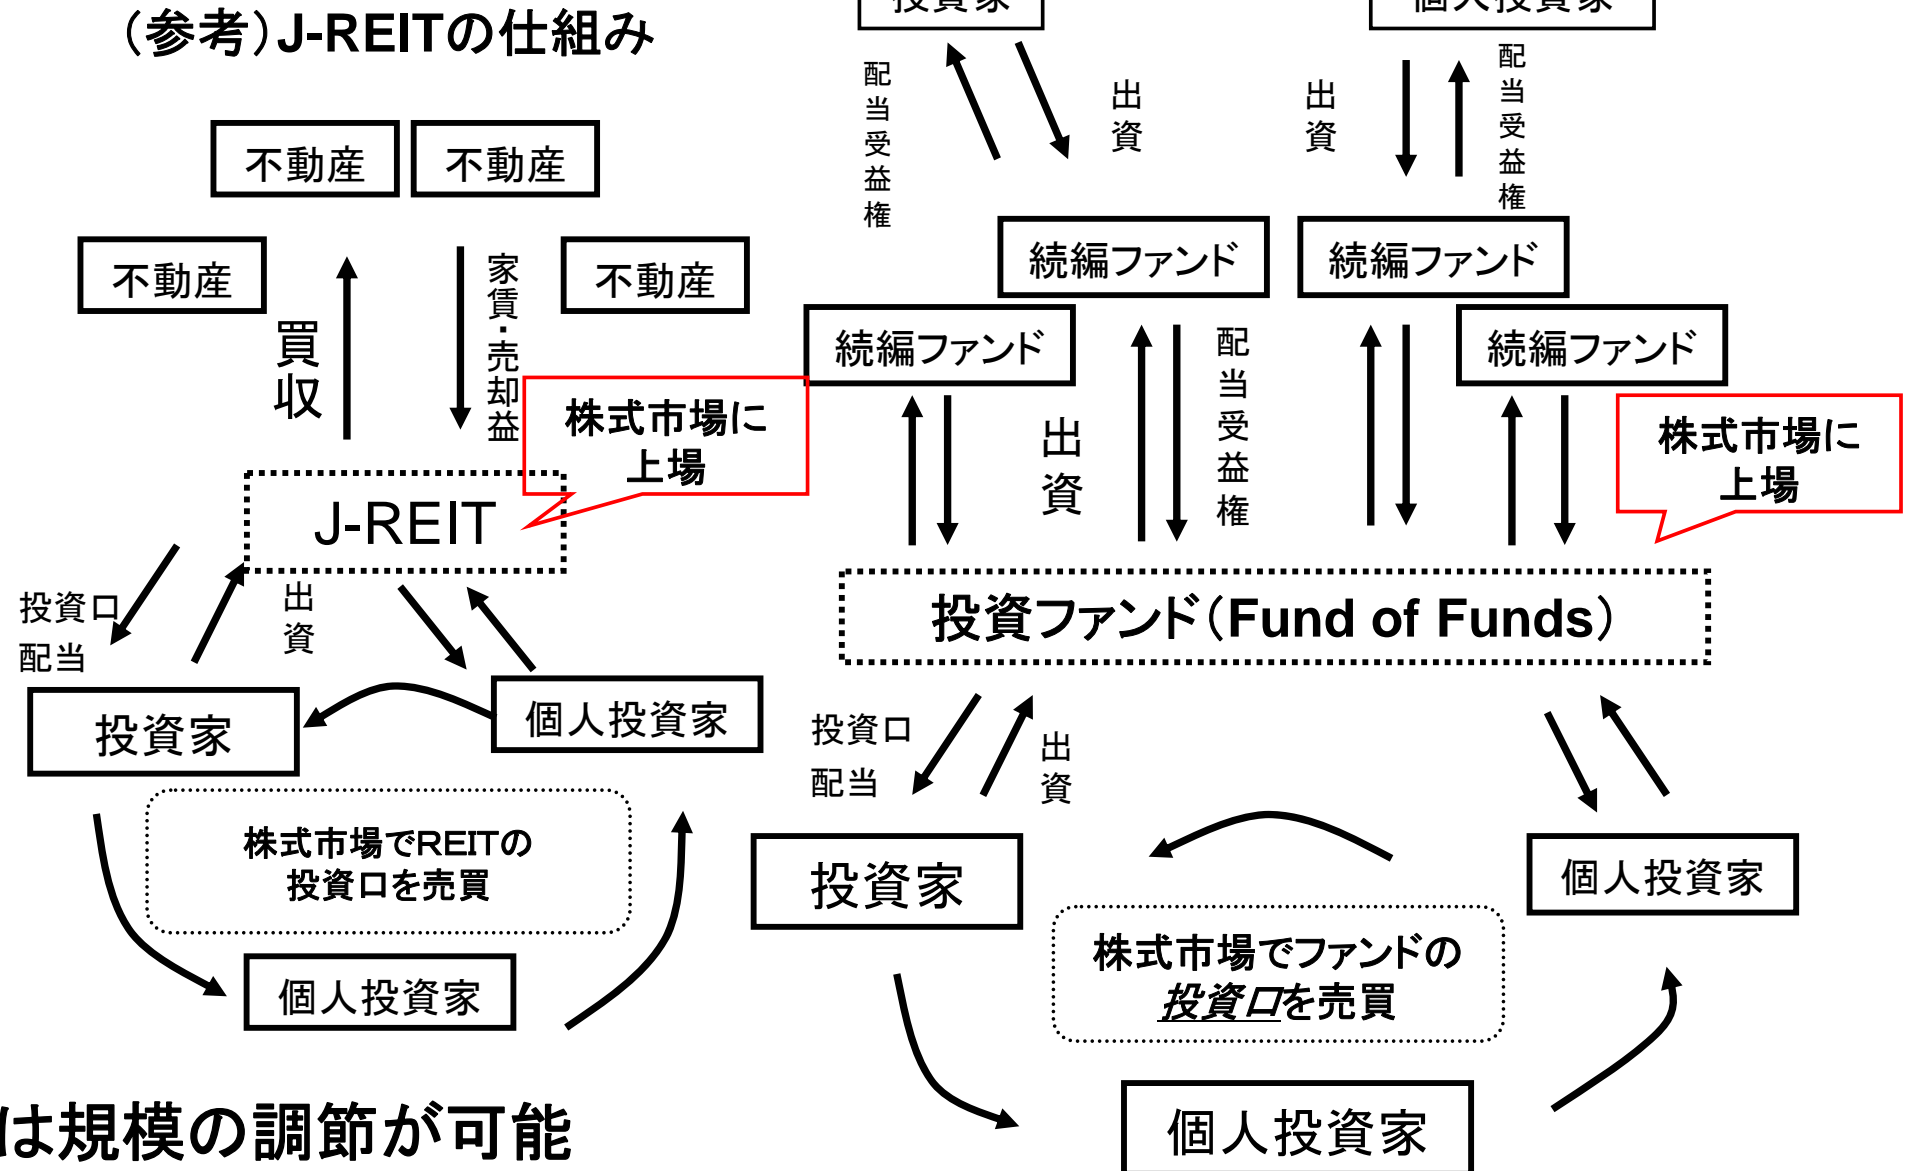 (参考)J-REITの仕組み
不動産
不動産
不動産
不動産
買収
家賃・売却益
株式市場に
上場
J-REIT
投資口
配当
出資
投資家
個人投資家
株式市場でREITの
投資口を売買
個人投資家
は規模の調節が可能
投資家
個人投資家
配当受益権
出資
出資
配当受益権
続編ファンド
続編ファンド
続編ファンド
続編ファンド
出資
配当受益権
株式市場に
上場
投資ファンド(Fund of Funds)
投資口
配当
出資
投資家
個人投資家
株式市場でファンドの
投資口を売買
個人投資家